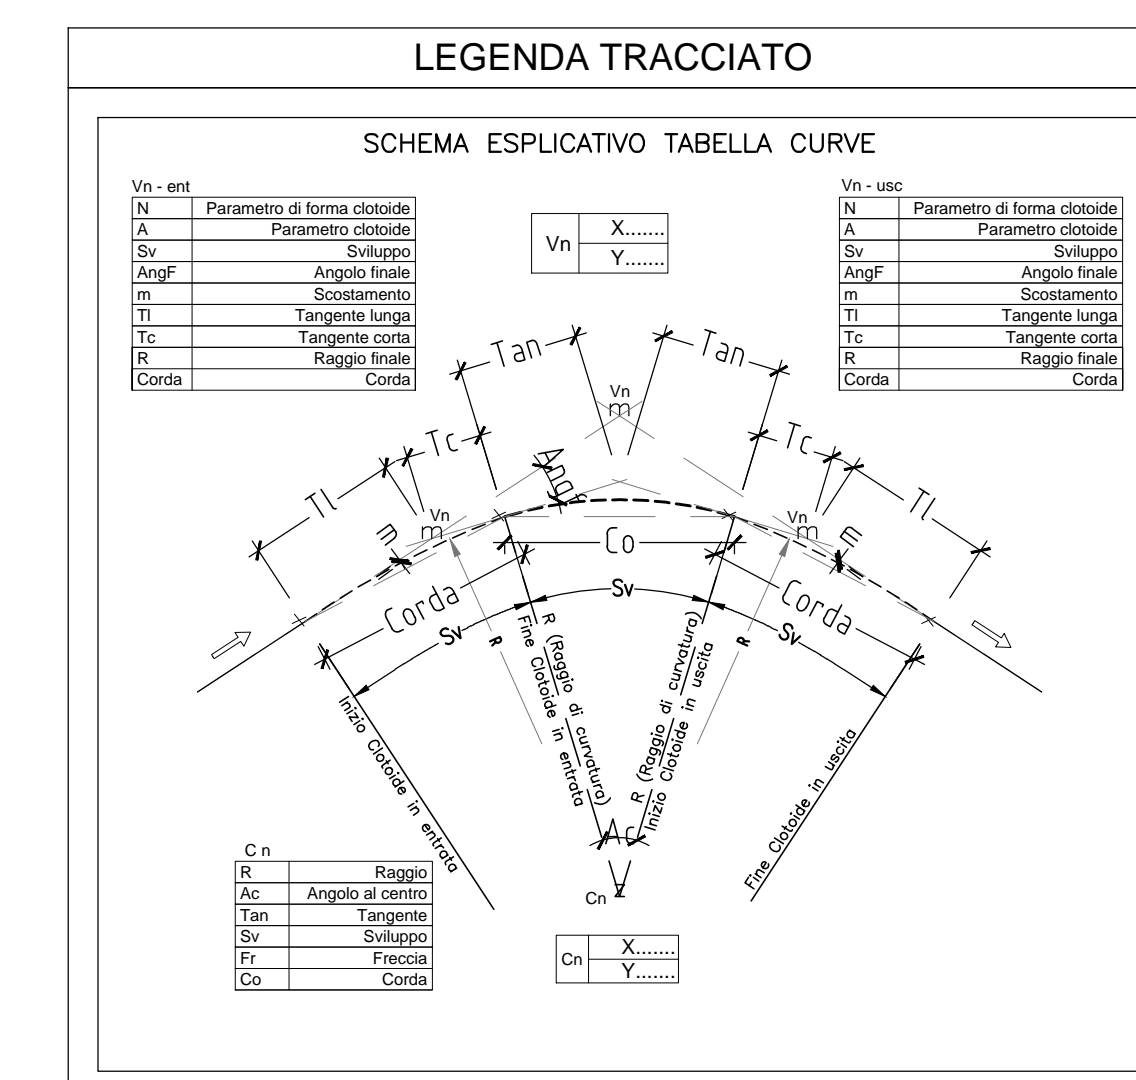 LEGENDA TRACCIATO
SCHEMA ESPLICATIVO TABELLA CURVE
Vn - ent
N Parametro di forma clotoide
A Parametro clotoide
Sv Sviluppo
AngF Angolo finale
m Scostamento
Tl Tangente lunga
Tc Tangente corta
R Raggio finale
Corda Corda
Vn X.......
Y.......
Vn - usc
N Parametro di forma clotoide
A Parametro clotoide
Sv Sviluppo
AngF Angolo finale
m Scostamento
Tl Tangente lunga
Tc Tangente corta
R Raggio finale
Corda Corda
Tan
Tan
Vn
m
Tc
Tc
AngF
Tl
Tl
Vn
m
Vn
m
m
m
Co
Corda
Corda
Sv
Sv
Sv
R
R
R (Raggio di curvatura)
Fine Clotoide in entrata
R (Raggio di curvatura)
Inizio Clotoide in uscita
Inizio Clotoide in entrata
Fine Clotoide in uscita
Ac
Cn
C n
R Raggio
Ac Angolo al centro
Tan Tangente
Sv Sviluppo
Fr Freccia
Co Corda
Cn X.......
Y.......